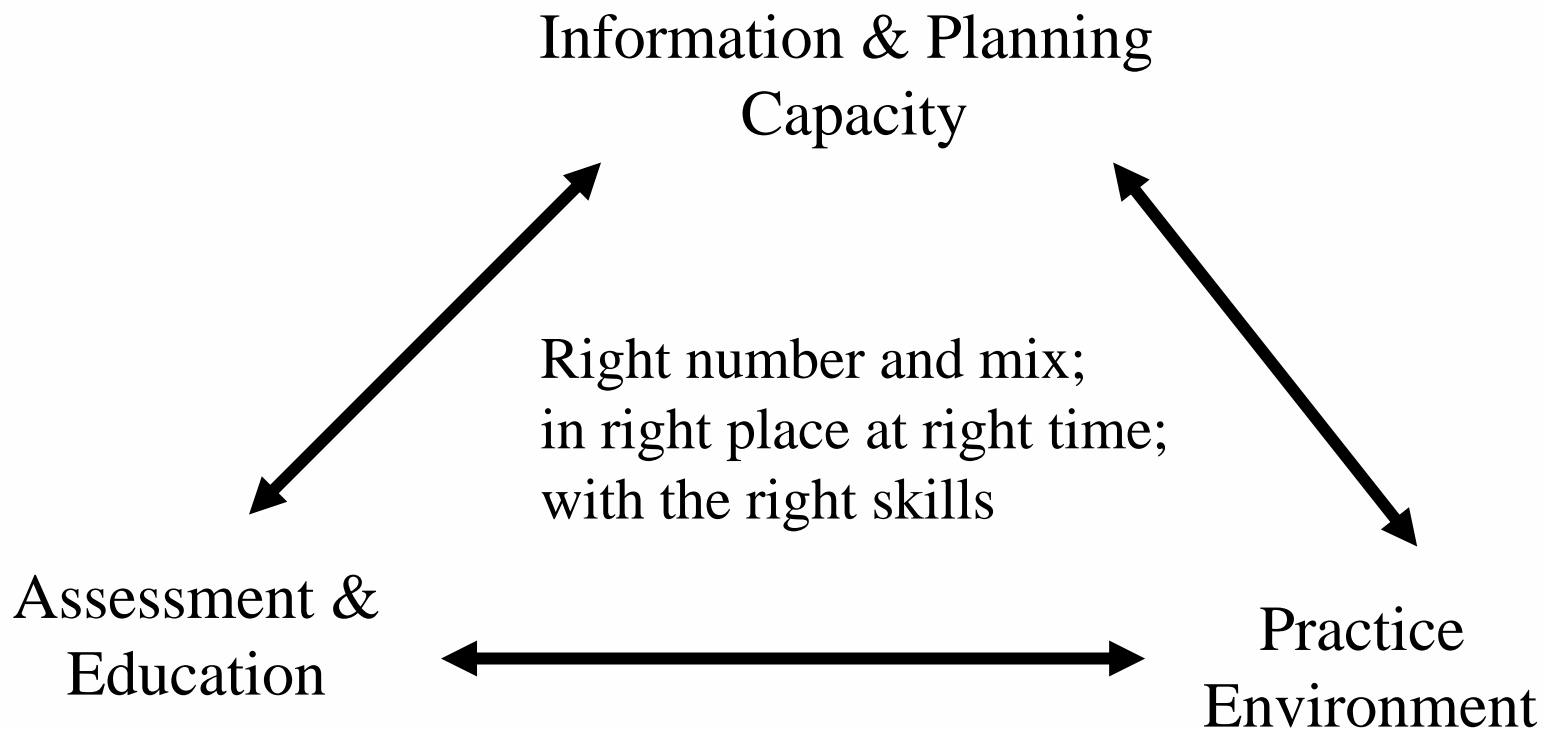 Information & Planning
Capacity
Right number and mix;
in right place at right time;
with the right skills
Assessment &
Education
Practice
Environment